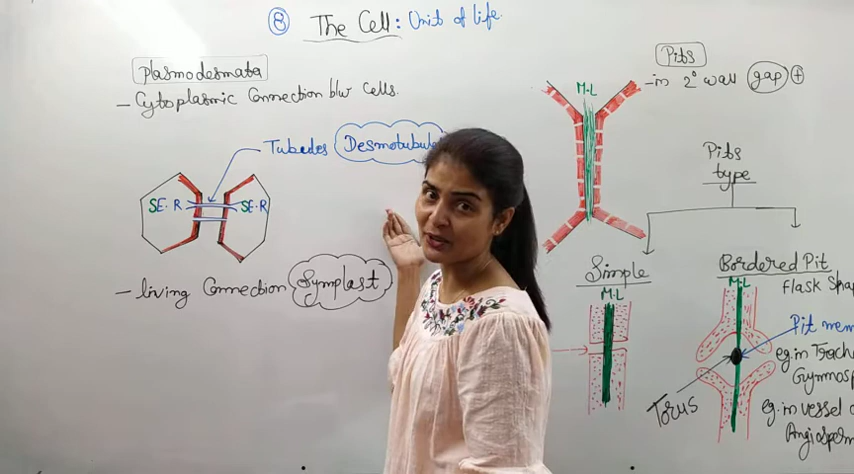 8 The Cell: Unit of life.
Plasmodesmata
- Cytoplasmic Connection b/w Cells.
Tubules Desmotubule
SE·R SE·R
- living Connection Symplast
Pits
- in 2° wall gap +
M·L
Pits
type
Simple
M·L
Bordered Pit
Flask Shap
M·L
Pit mem
eg. in Trach
Gymnosp
Torus
eg. in vessel o
Angiosperm